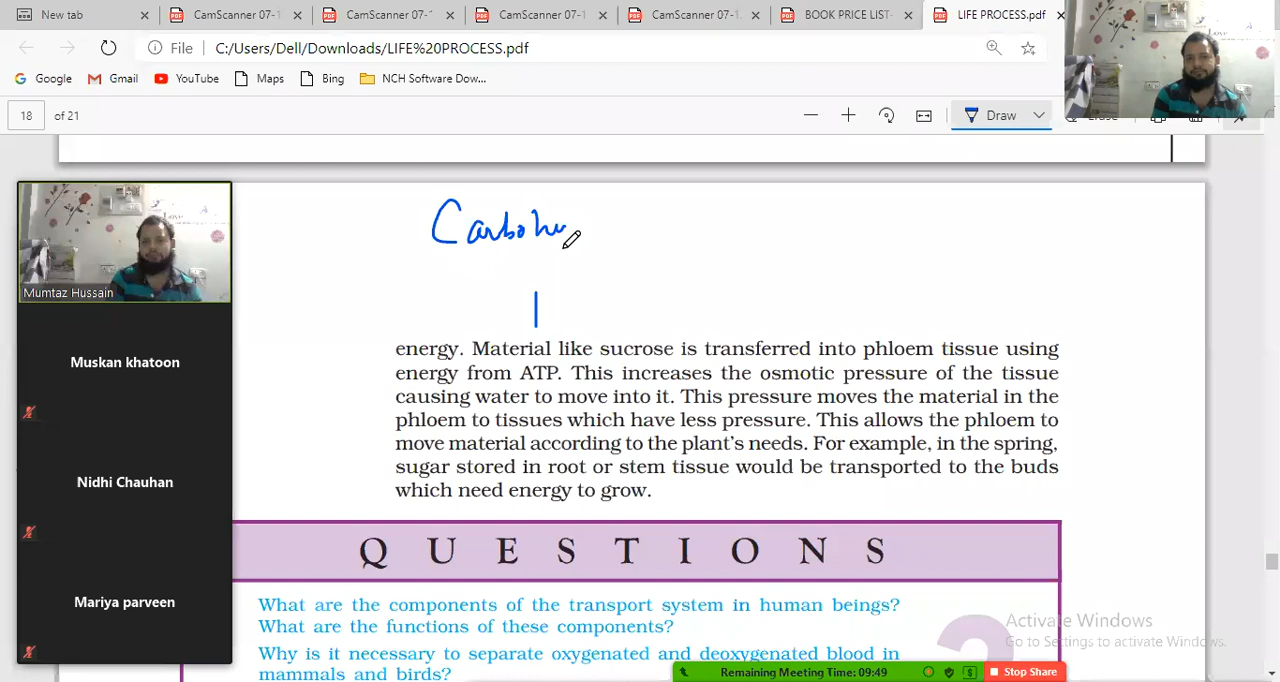 New tab CamScanner 07-1 CamScanner 07- CamScanner 07-1 CamScanner 07-1 BOOK PRICE LIST- LIFE PROCESS.pdf
File C:/Users/Dell/Downloads/LIFE%20PROCESS.pdf
Google Gmail YouTube Maps Bing NCH Software Dow...
18 of 21 Draw
Carbohy
Mumtaz Hussain
Muskan khatoon
Nidhi Chauhan
Mariya parveen
energy. Material like sucrose is transferred into phloem tissue using
energy from ATP. This increases the osmotic pressure of the tissue
causing water to move into it. This pressure moves the material in the
phloem to tissues which have less pressure. This allows the phloem to
move material according to the plant's needs. For example, in the spring,
sugar stored in root or stem tissue would be transported to the buds
which need energy to grow.
QUESTIONS
What are the components of the transport system in human beings?
What are the functions of these components?
Why is it necessary to separate oxygenated and deoxygenated blood in
mammals and birds?
Activate Windows
Go to Settings to activate Windows.
Remaining Meeting Time: 09:49 Stop Share